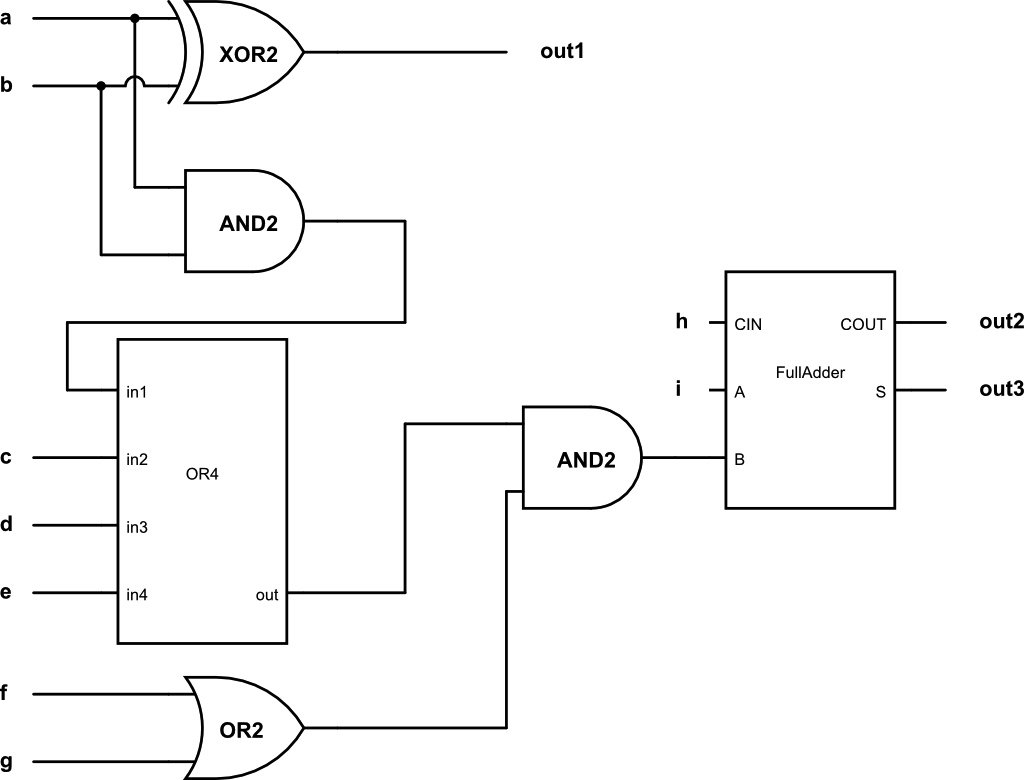 a
XOR2
out1
b
AND2
h
CIN
COUT
out2
FullAdder
i
A
S
out3
in1
c
in2
OR4
AND2
B
d
in3
e
in4
out
f
OR2
g